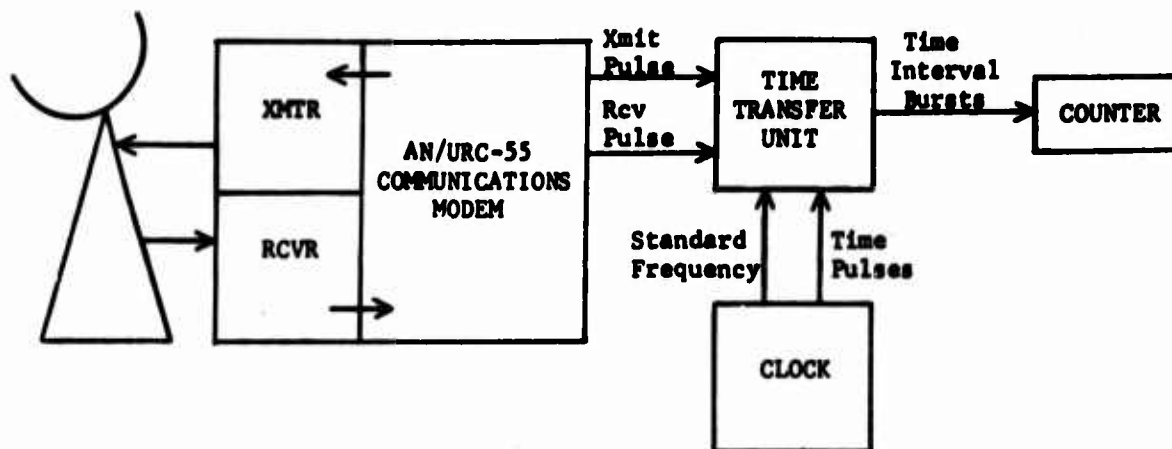 XMTR
RCVR
AN/URC-55
COMMUNICATIONS
MODEM
Xmit
Pulse
Rcv
Pulse
TIME
TRANSFER
UNIT
Time
Interval
Bursts
COUNTER
Standard
Frequency
Time
Pulses
CLOCK